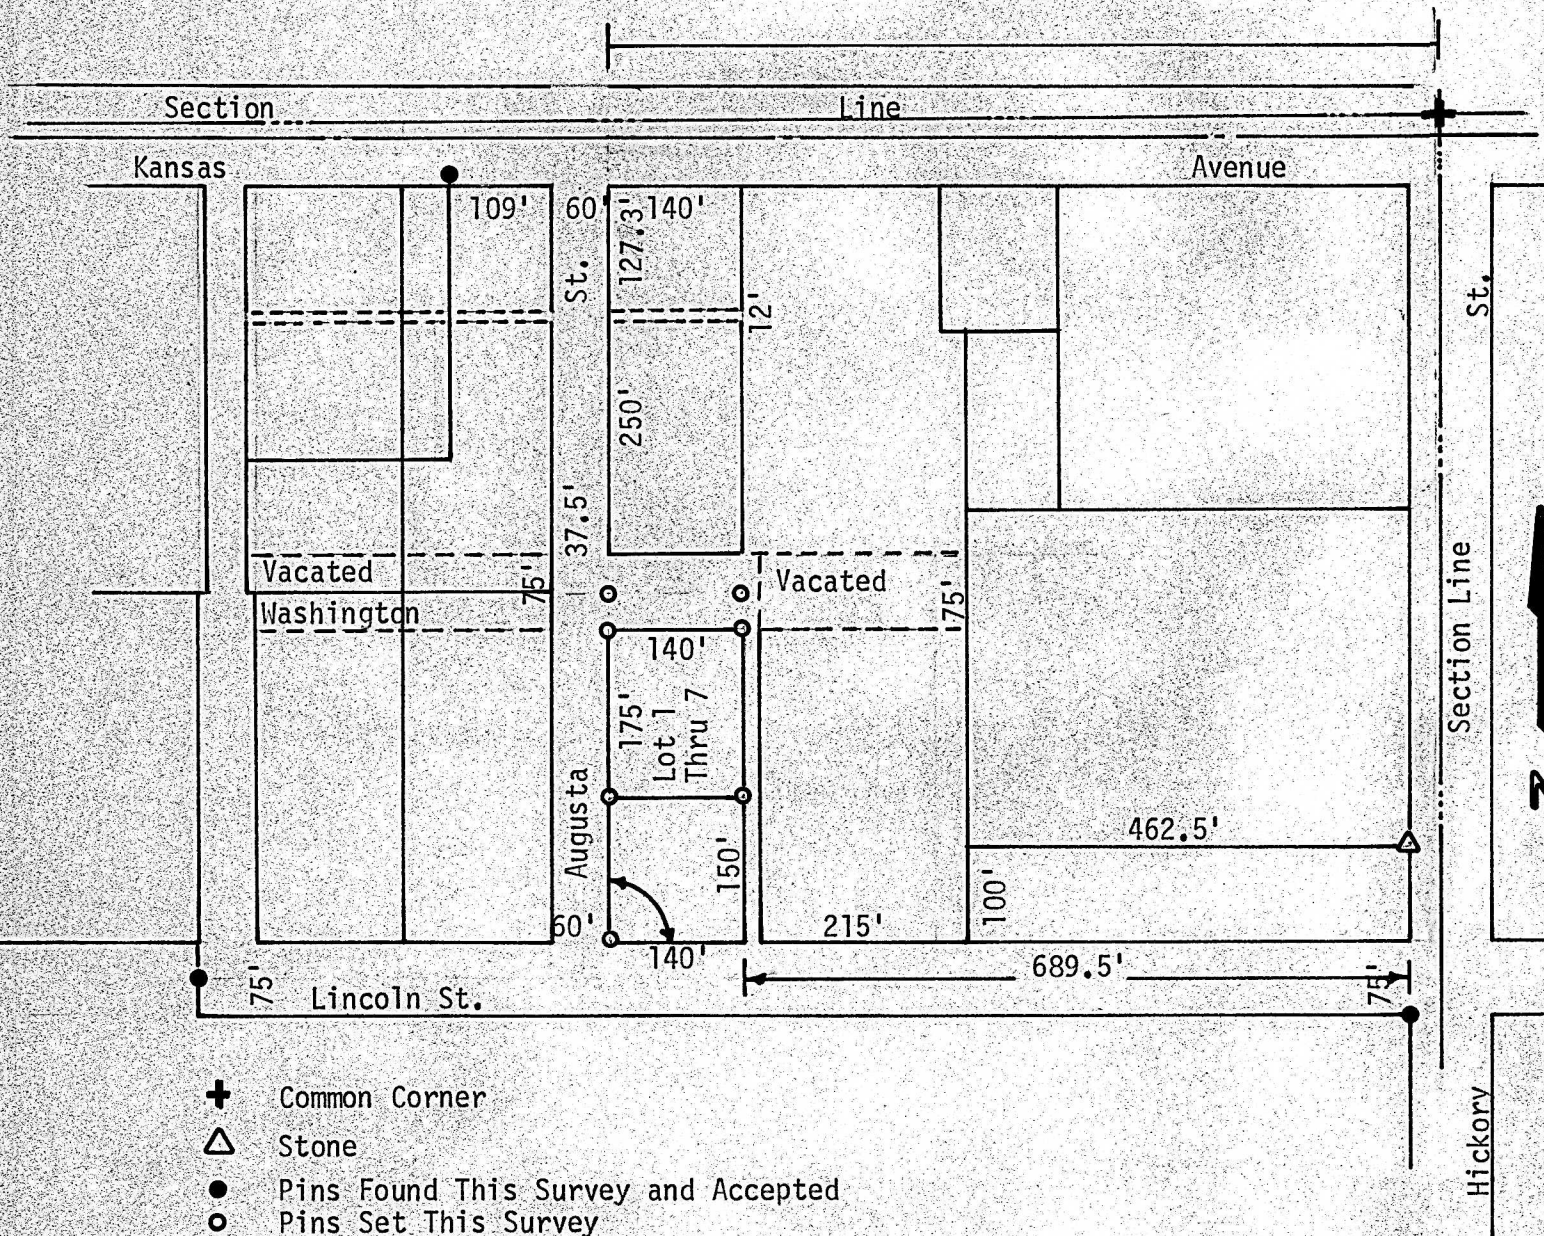 Section Line
Kansas Avenue
109' 60' 140'
127.3'
St.
12'
St.
250'
37.5'
75'
Vacated
Washington
Vacated
75'
Section Line
140'
175'
Lot 1
Thru 7
Augusta
150'
462.5'
100'
60'
140'
215'
689.5'
75'
75'
Lincoln St.
Hickory
Common Corner
Stone
Pins Found This Survey and Accepted
Pins Set This Survey